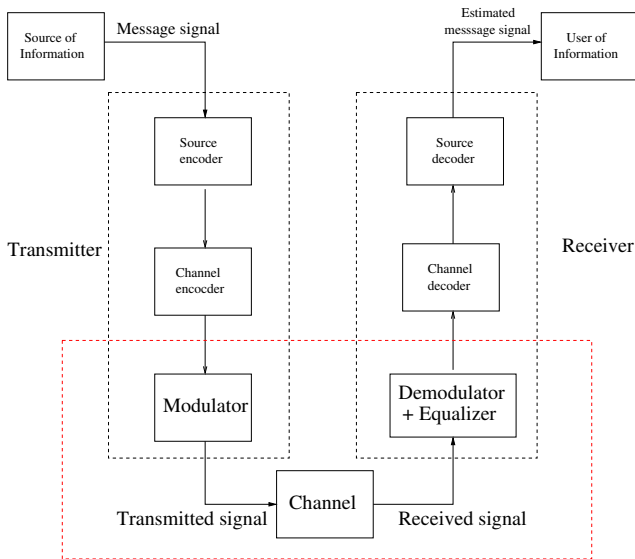 Source of
Information
Message signal
Estimated
messsage signal
User of
Information
Source
encoder
Source
decoder
Transmitter
Receiver
Channel
encocder
Channel
decoder
Modulator
Demodulator
+ Equalizer
Transmitted signal
Channel
Received signal